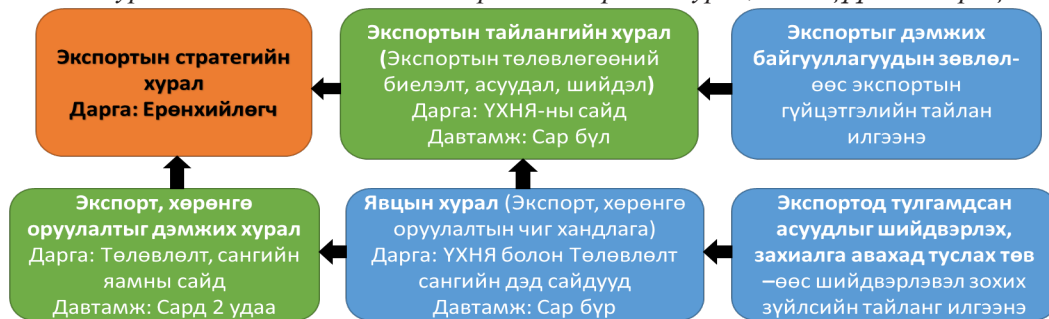 Экспортын стратегийн
хурал
Дарга: Ерөнхийлөгч
Экспортын тайлангийн хурал
(Экспортын төлөвлөгөөний
биелэлт, асуудал, шийдэл)
Дарга: ҮХНЯ-ны сайд
Давтамж: Сар бүл
Экспортыг дэмжих
байгууллагуудын зөвлөл-
өөс экспортын
гүйцэтгэлийн тайлан
илгээнэ
Экспорт, хөрөнгө
оруулалтыг дэмжих хурал
Дарга: Төлөвлөлт, сангийн
яамны сайд
Давтамж: Сард 2 удаа
Явцын хурал (Экспорт, хөрөнгө
оруулалтын чиг хандлага)
Дарга: ҮХНЯ болон Төлөвлөлт
сангийн дэд сайдууд
Давтамж: Сар бүр
Экспортод тулгамдсан
асуудлыг шийдвэрлэх,
захиалга авахад туслах төв
–өөс шийдвэрлэвэл зохих
зүйлсийн тайланг илгээнэ